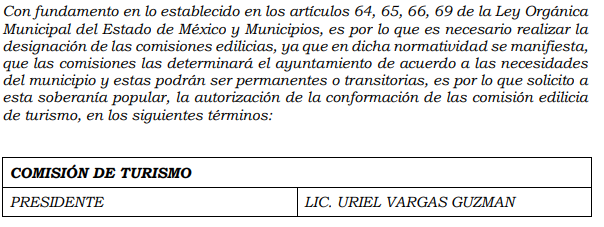 Con fundamento en lo establecido en los artículos 64, 65, 66, 69 de la Ley Orgánica
Municipal del Estado de México y Municipios, es por lo que es necesario realizar la
designación de las comisiones edilicias, ya que en dicha normatividad se manifiesta,
que las comisiones las determinará el ayuntamiento de acuerdo a las necesidades
del municipio y estas podrán ser permanentes o transitorias, es por lo que solicito a
esta soberanía popular, la autorización de la conformación de las comisión edilicia
de turismo, en los siguientes términos:
COMISIÓN DE TURISMO
PRESIDENTE LIC. URIEL VARGAS GUZMAN